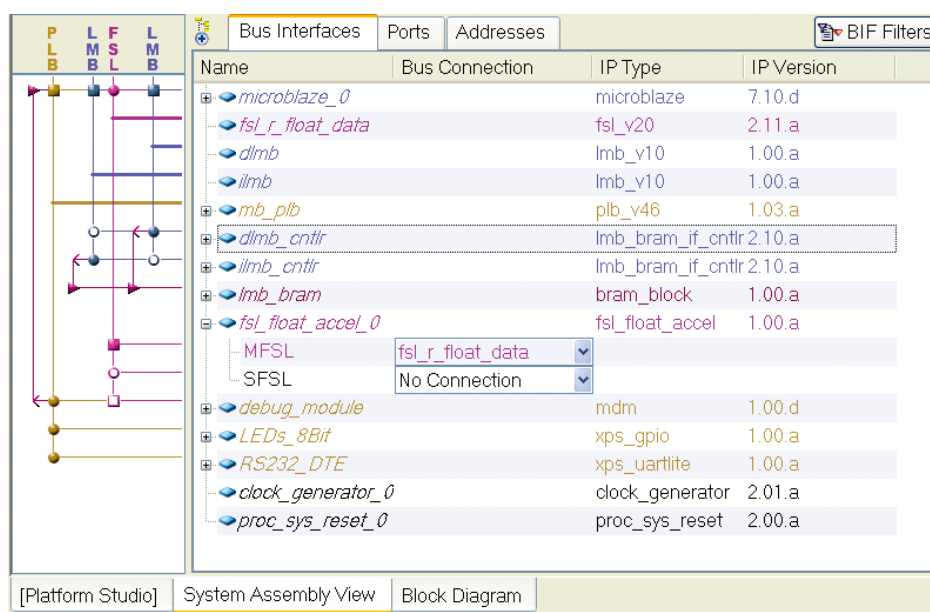 PLB LMB FSL LMB
Bus Interfaces Ports Addresses BIF Filters
Name Bus Connection IP Type IP Version
microblaze_0 microblaze 7.10.d
fsl_r_float_data fsl_v20 2.11.a
dlmb lmb_v10 1.00.a
ilmb lmb_v10 1.00.a
mb_plb plb_v46 1.03.a
dlmb_cntlr lmb_bram_if_cntlr 2.10.a
ilmb_cntlr lmb_bram_if_cntlr 2.10.a
lmb_bram bram_block 1.00.a
fsl_float_accel_0 fsl_float_accel 1.00.a
MFSL fsl_r_float_data
SFSL No Connection
debug_module mdm 1.00.d
LEDs_8Bit xps_gpio 1.00.a
RS232_DTE xps_uartlite 1.00.a
clock_generator_0 clock_generator 2.01.a
proc_sys_reset_0 proc_sys_reset 2.00.a
[Platform Studio] System Assembly View Block Diagram